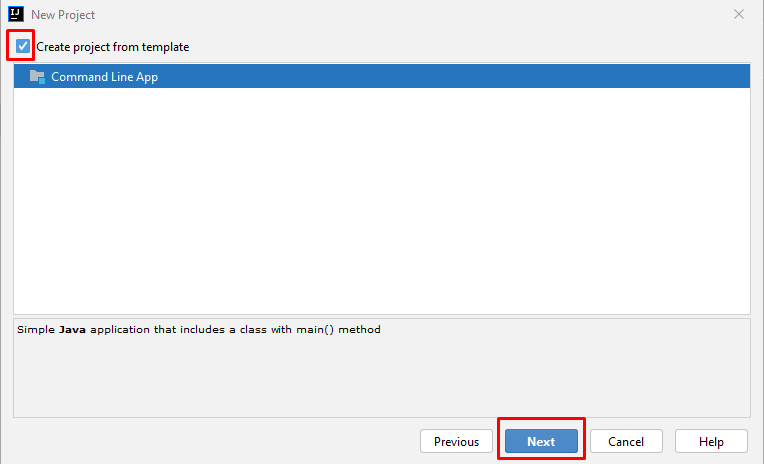 IJ
New Project
Create project from template
Command Line App
Simple Java application that includes a class with main() method
Previous Next Cancel Help